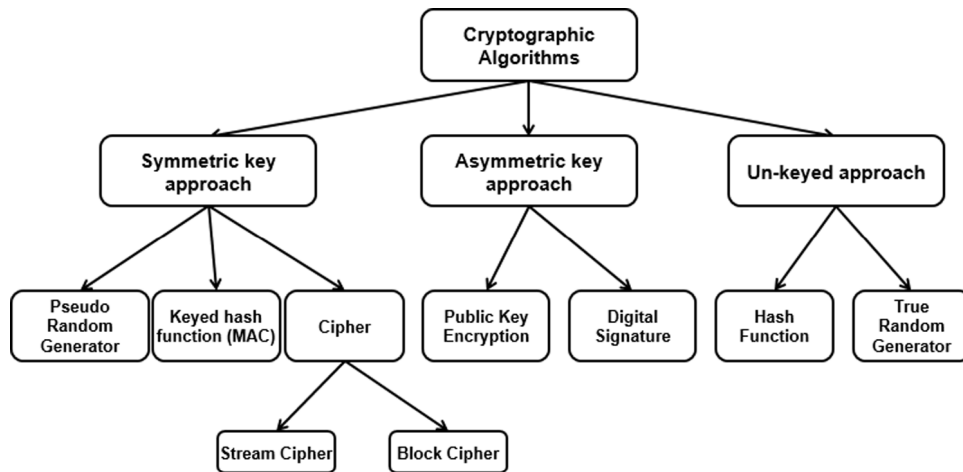 Cryptographic
Algorithms
Symmetric key
approach
Asymmetric key
approach
Un-keyed approach
Pseudo
Random
Generator
Keyed hash
function (MAC)
Cipher
Public Key
Encryption
Digital
Signature
Hash
Function
True
Random
Generator
Stream Cipher
Block Cipher